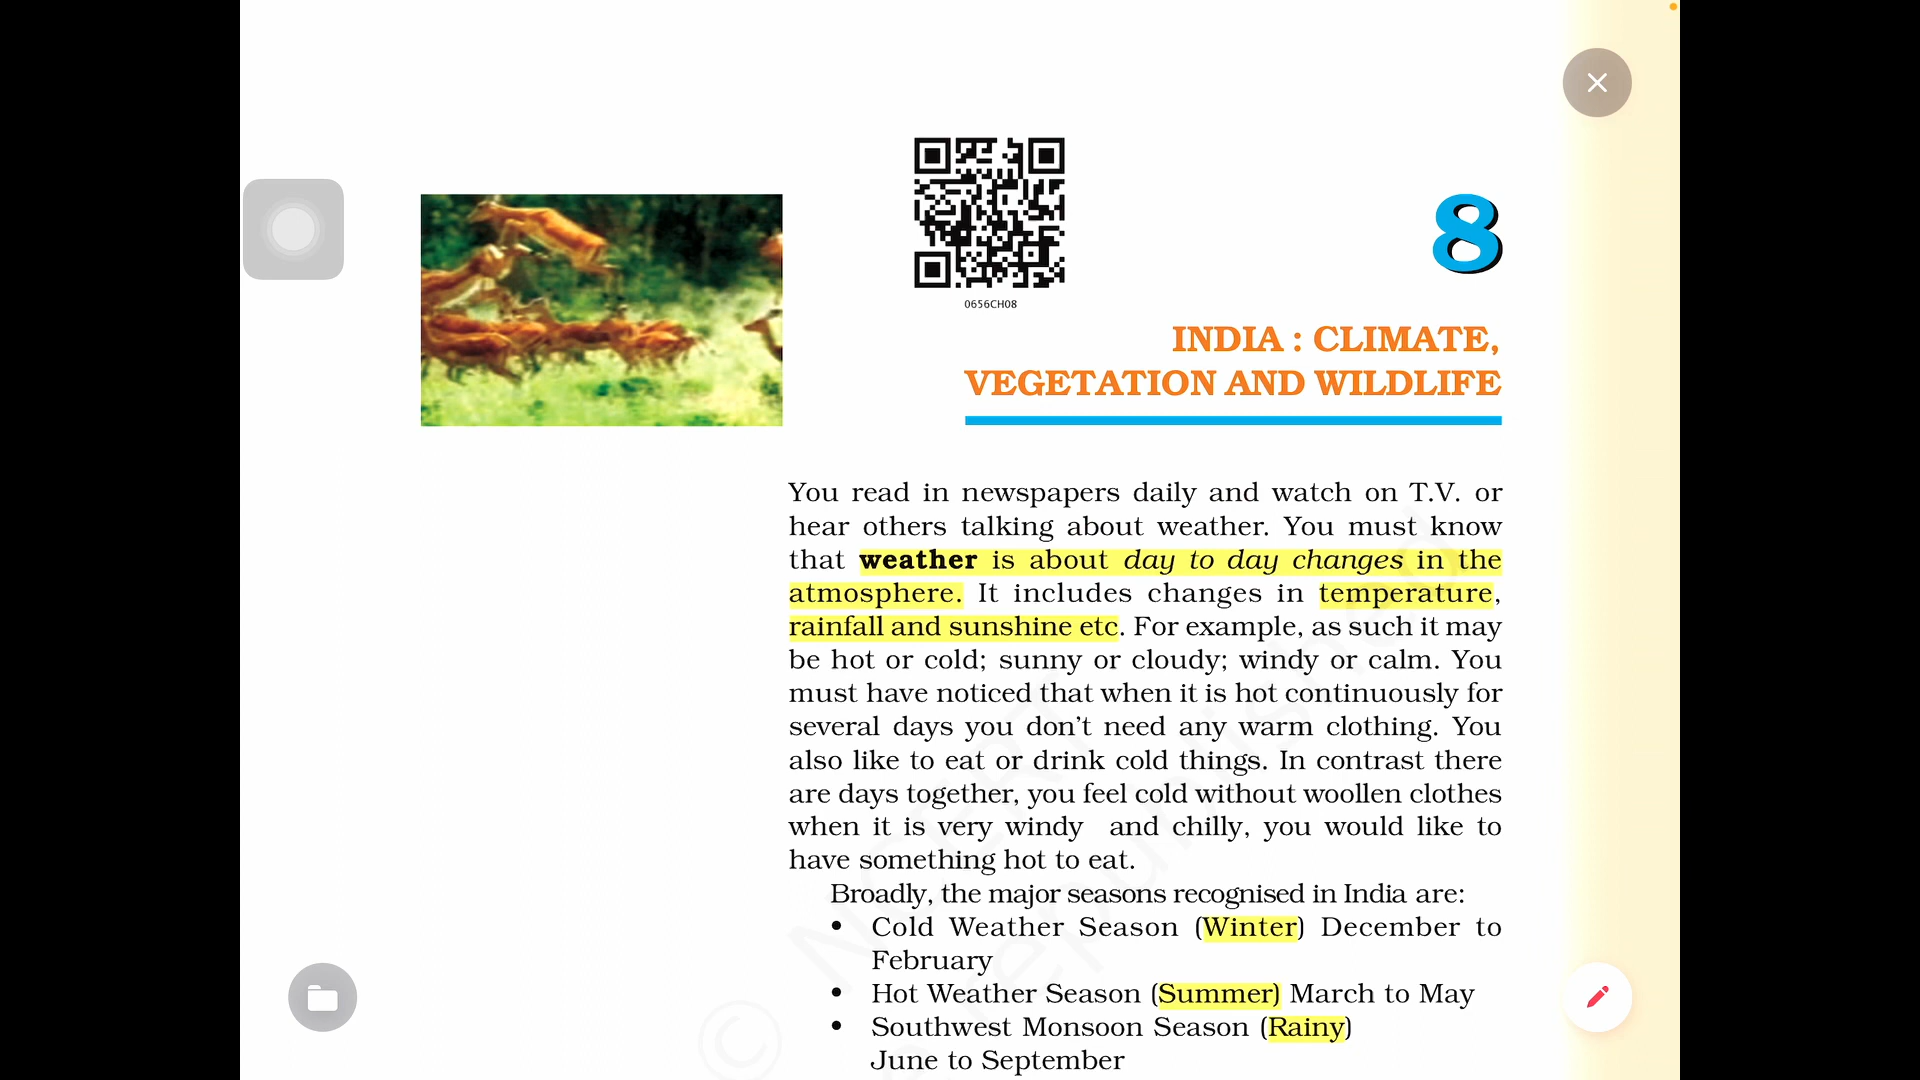 0656CH08
8
INDIA : CLIMATE,
VEGETATION AND WILDLIFE
You read in newspapers daily and watch on T.V. or
hear others talking about weather. You must know
that weather is about day to day changes in the
atmosphere. It includes changes in temperature,
rainfall and sunshine etc. For example, as such it may
be hot or cold; sunny or cloudy; windy or calm. You
must have noticed that when it is hot continuously for
several days you don’t need any warm clothing. You
also like to eat or drink cold things. In contrast there
are days together, you feel cold without woollen clothes
when it is very windy and chilly, you would like to
have something hot to eat.
Broadly, the major seasons recognised in India are:
• Cold Weather Season (Winter) December to
February
• Hot Weather Season (Summer) March to May
• Southwest Monsoon Season (Rainy)
June to September
© NCERT